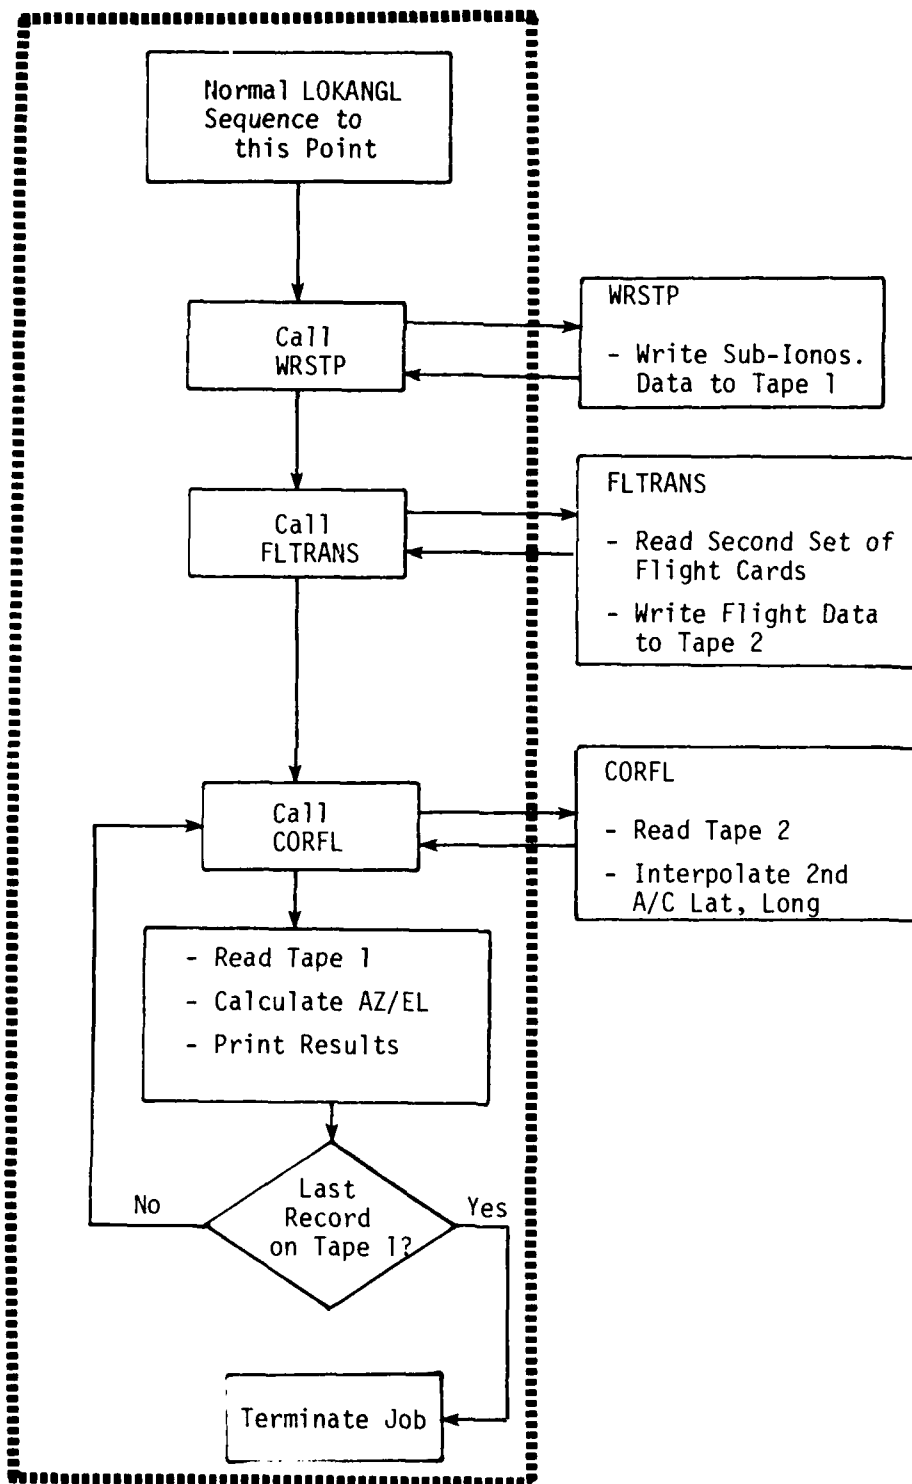 Normal LOKANGL
Sequence to
this Point
Call
WRSTP
WRSTP
- Write Sub-Ionos.
Data to Tape 1
Call
FLTRANS
FLTRANS
- Read Second Set of
Flight Cards
- Write Flight Data
to Tape 2
Call
CORFL
CORFL
- Read Tape 2
- Interpolate 2nd
A/C Lat, Long
- Read Tape 1
- Calculate AZ/EL
- Print Results
No
Last
Record
on Tape 1?
Yes
Terminate Job